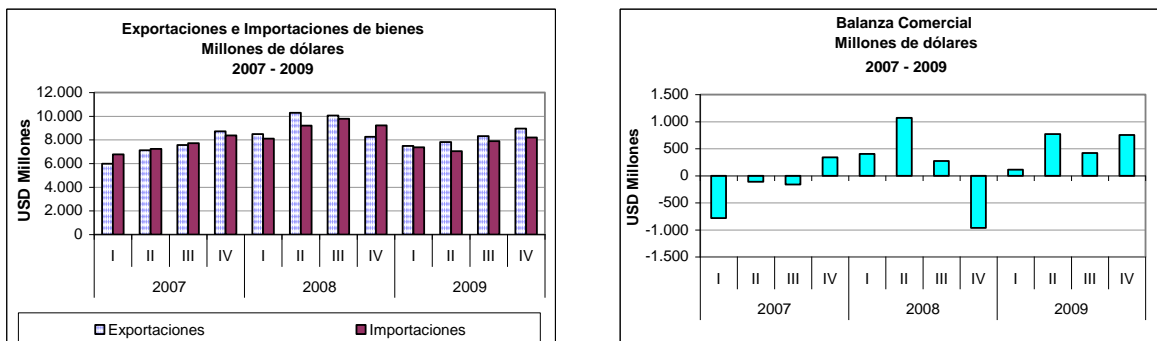 Exportaciones e Importaciones de bienes
Millones de dólares
2007 - 2009
USD Millones
12.000
10.000
8.000
6.000
4.000
2.000
0
I II III IV I II III IV I II III IV
2007 2008 2009
Exportaciones Importaciones
Balanza Comercial
Millones de dólares
2007 - 2009
USD Millones
1.500
1.000
500
0
-500
-1.000
-1.500
I II III IV I II III IV I II III IV
2007 2008 2009